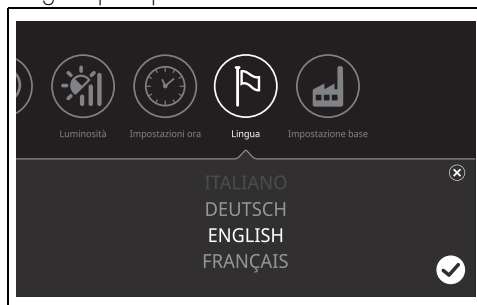 Luminosità Impostazioni ora Lingua Impostazione base
ITALIANO
DEUTSCH
ENGLISH
FRANÇAIS